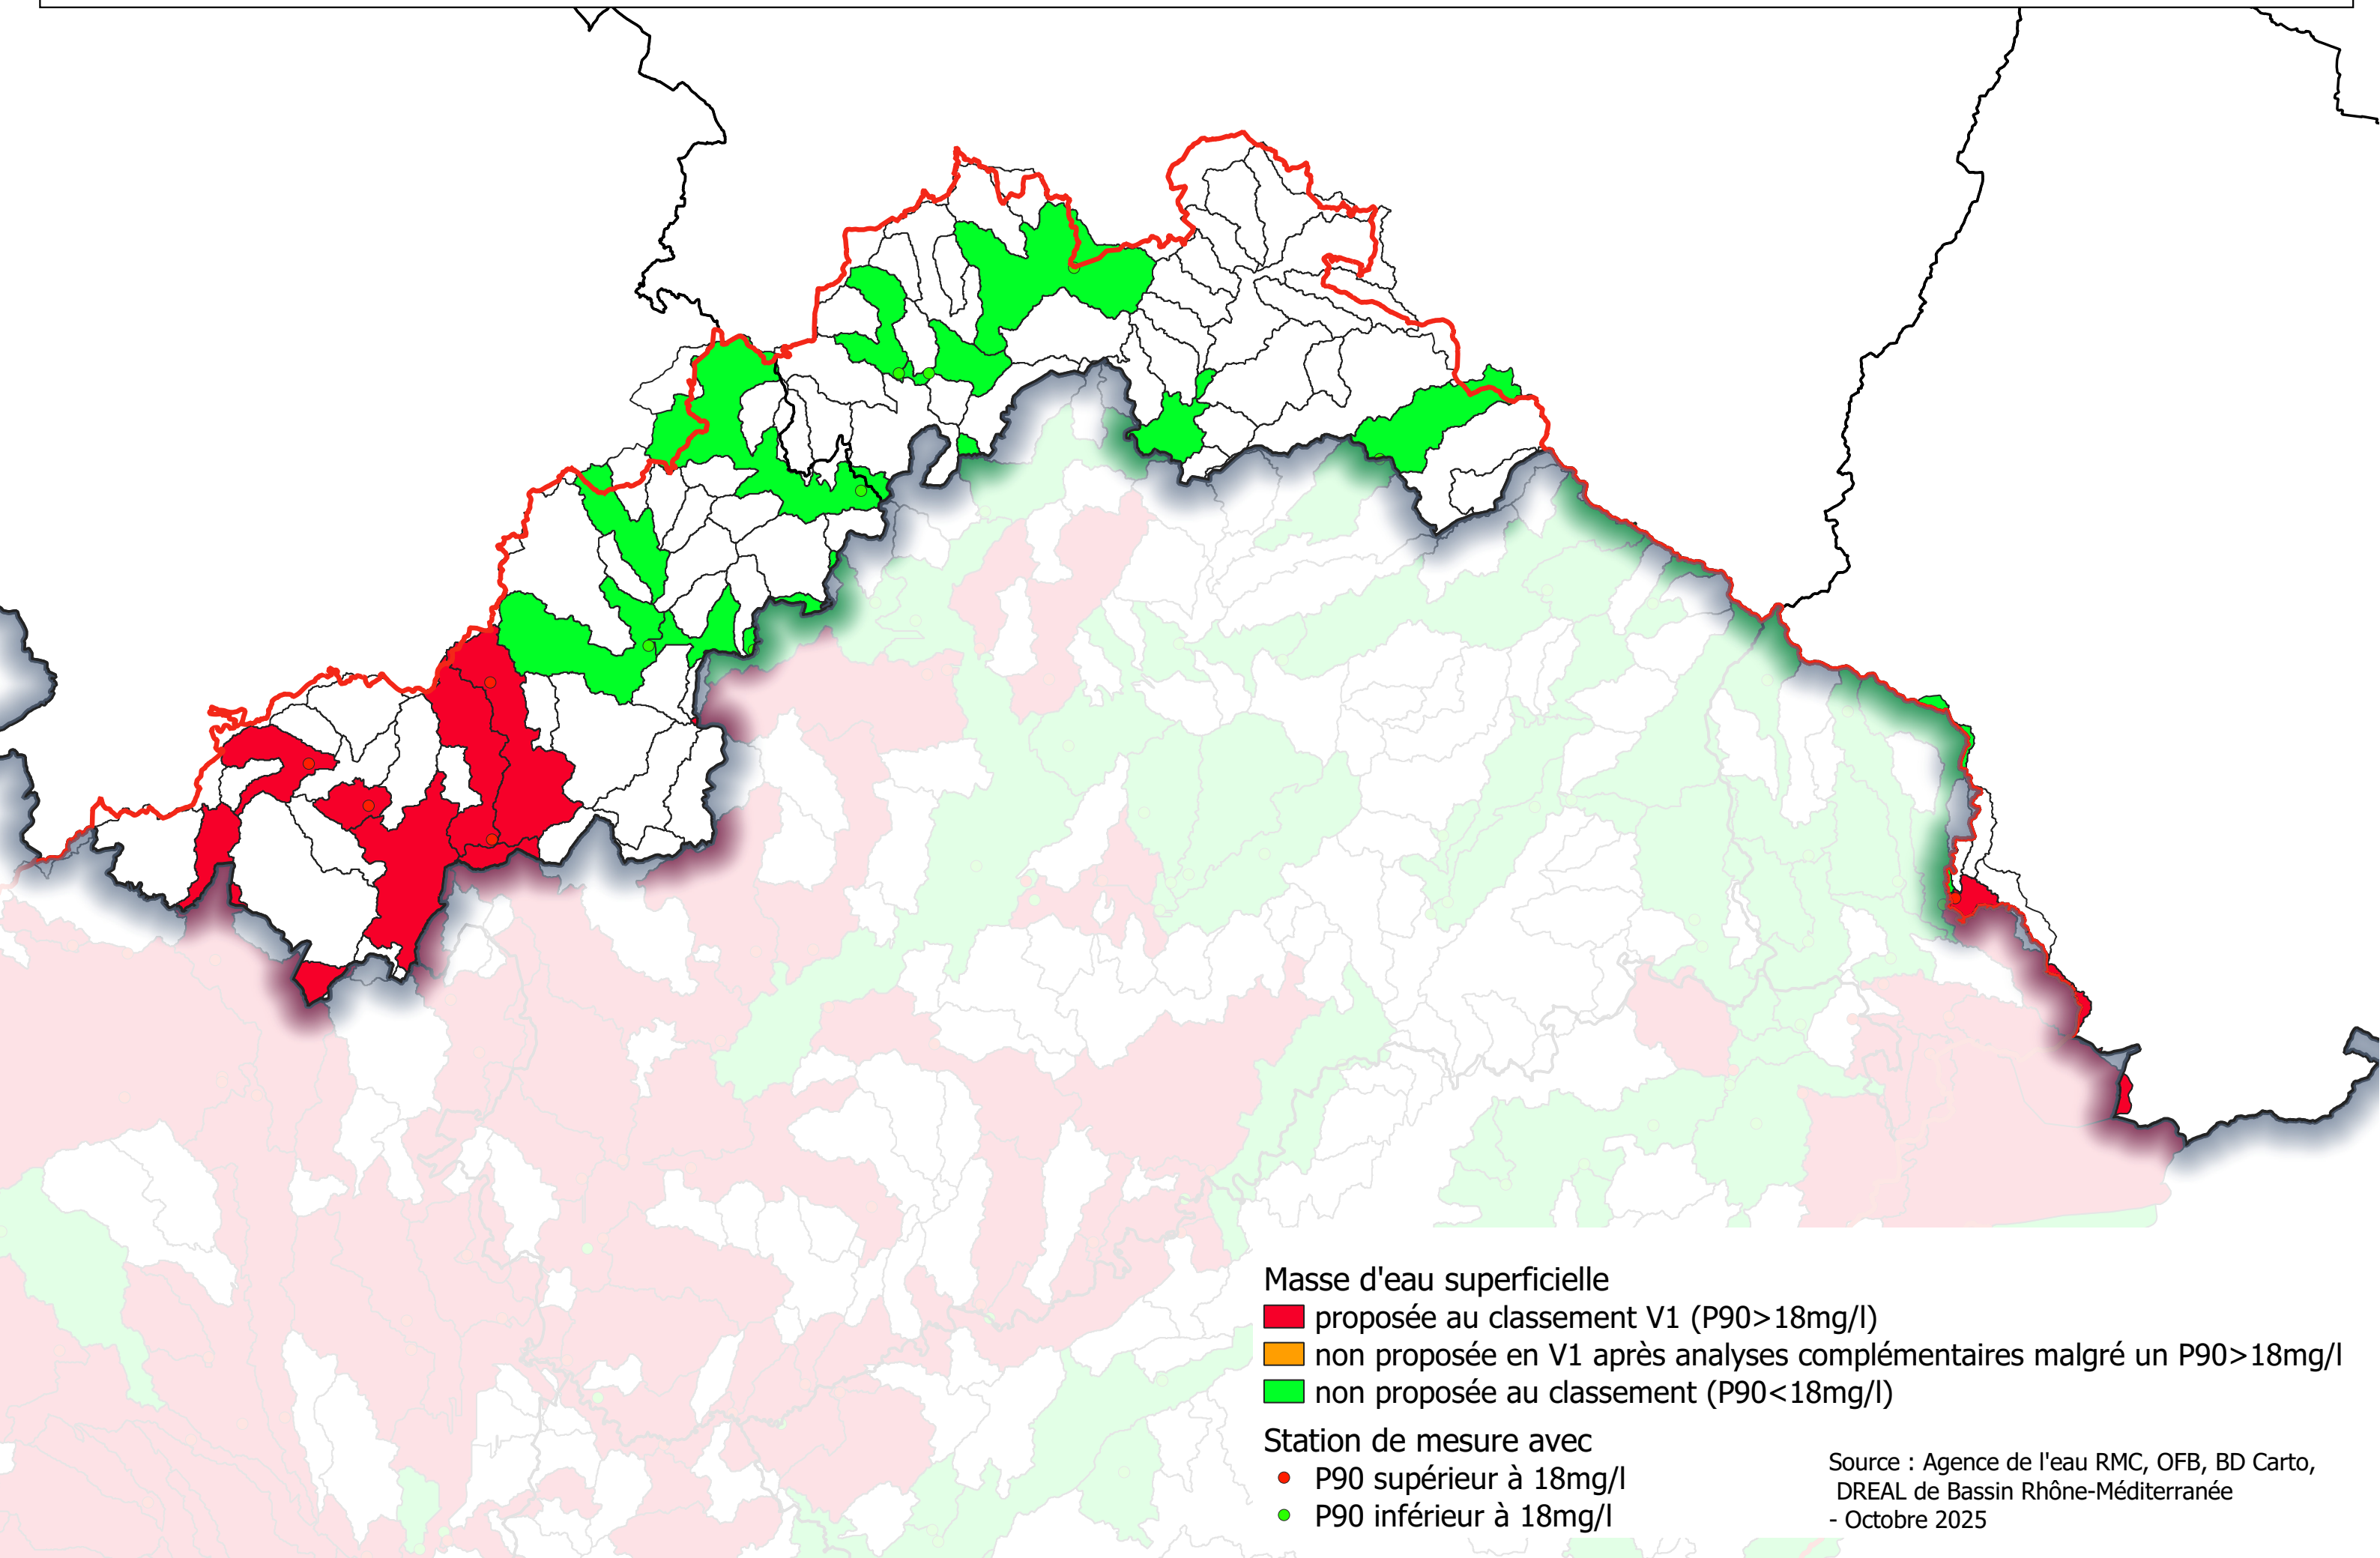 Masse d'eau superficielle
proposée au classement V1 (P90>18mg/l)
non proposée en V1 après analyses complémentaires malgré un P90>18mg/l
non proposée au classement (P90<18mg/l)
Station de mesure avec
P90 supérieur à 18mg/l
P90 inférieur à 18mg/l
Source : Agence de l'eau RMC, OFB, BD Carto,
DREAL de Bassin Rhône-Méditerranée
- Octobre 2025